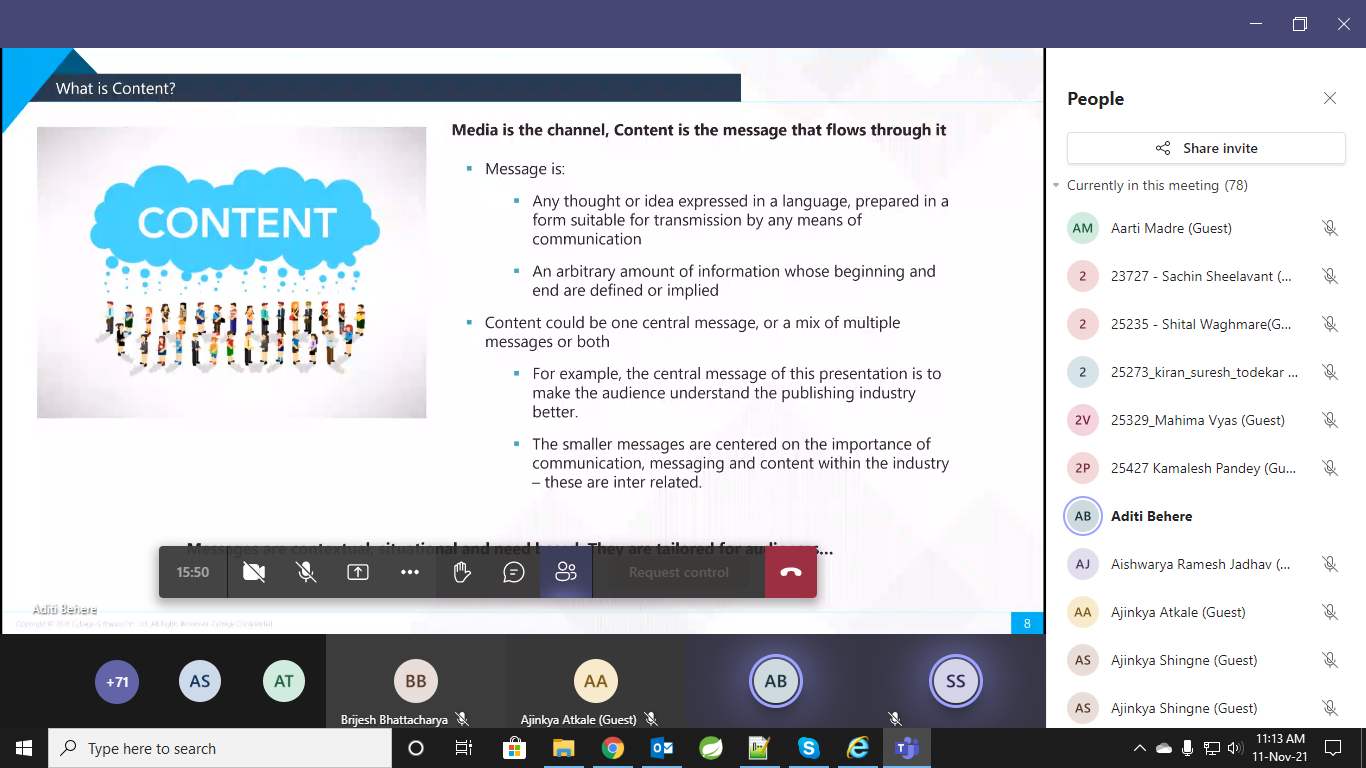 What is Content?
CONTENT
Media is the channel, Content is the message that flows through it
Message is:
Any thought or idea expressed in a language, prepared in a
form suitable for transmission by any means of
communication
An arbitrary amount of information whose beginning and
end are defined or implied
Content could be one central message, or a mix of multiple
messages or both
For example, the central message of this presentation is to
make the audience understand the publishing industry
better.
The smaller messages are centered on the importance of
communication, messaging and content within the industry
– these are inter related.
Messages are contextual, situational and need They are tailored for
15:50
Request control
Aditi Behere
8
+71
AS
AT
BB
Brijesh Bhattacharya
AA
Ajinkya Atkale (Guest)
AB
SS
People
Share invite
Currently in this meeting (78)
AM Aarti Madre (Guest)
2 23727 - Sachin Sheelavant (...
2 25235 - Shital Waghmare(G...
2 25273_kiran_suresh_todekar ...
2V 25329_Mahima Vyas (Guest)
2P 25427 Kamalesh Pandey (Gu...
AB Aditi Behere
AJ Aishwarya Ramesh Jadhav (...
AA Ajinkya Atkale (Guest)
AS Ajinkya Shingne (Guest)
AS Ajinkya Shingne (Guest)
Type here to search
11:13 AM
11-Nov-21